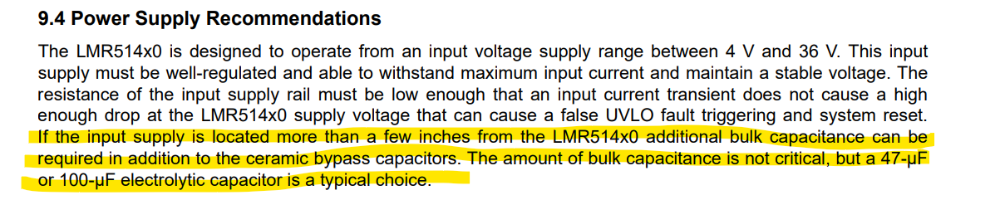 9.4 Power Supply Recommendations
The LMR514x0 is designed to operate from an input voltage supply range between 4 V and 36 V. This input
supply must be well-regulated and able to withstand maximum input current and maintain a stable voltage. The
resistance of the input supply rail must be low enough that an input current transient does not cause a high
enough drop at the LMR514x0 supply voltage that can cause a false UVLO fault triggering and system reset.
If the input supply is located more than a few inches from the LMR514x0 additional bulk capacitance can be
required in addition to the ceramic bypass capacitors. The amount of bulk capacitance is not critical, but a 47-μF
or 100-μF electrolytic capacitor is a typical choice.